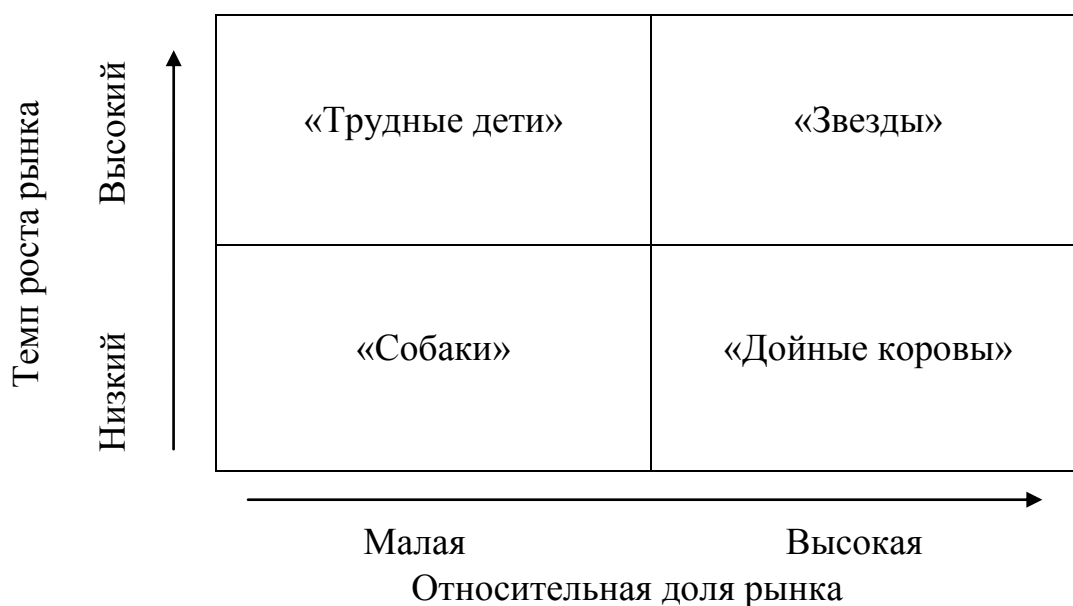 Темп роста рынка
Высокий
Низкий
«Трудные дети»
«Звезды»
«Собаки»
«Дойные коровы»
Малая
Высокая
Относительная доля рынка